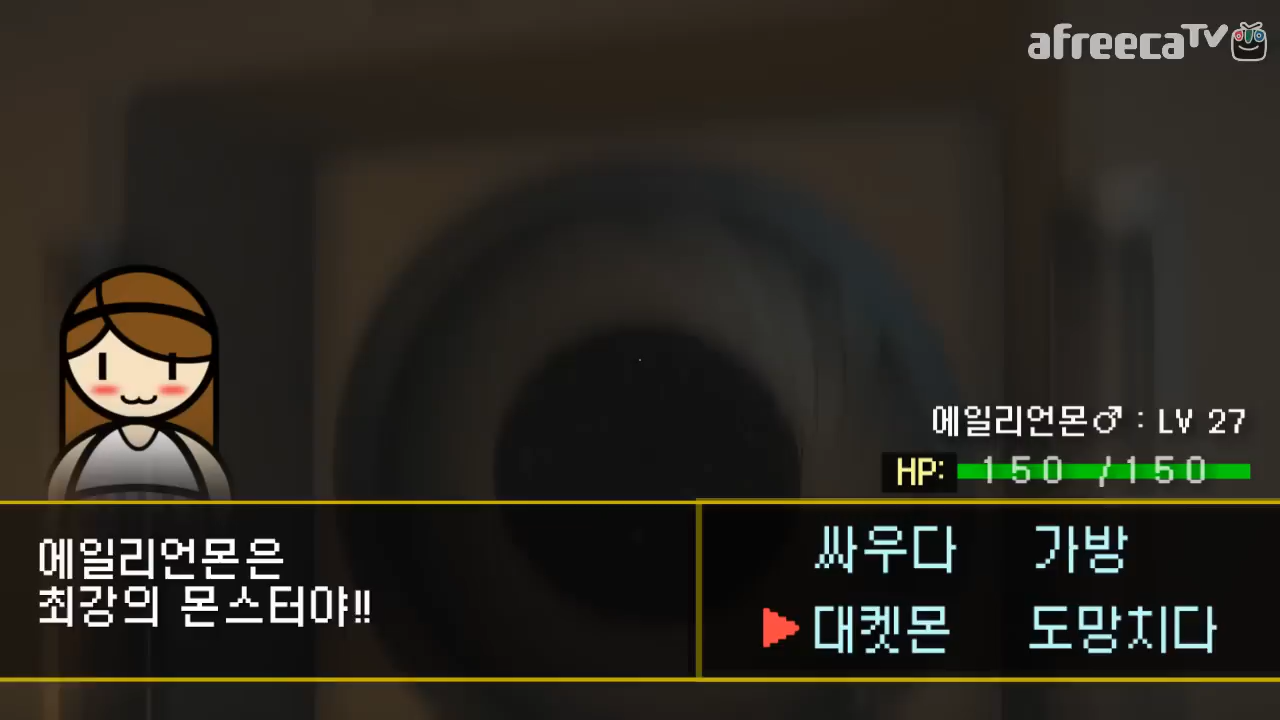 afreecaTV
에일리언몬♂ : LV 27
HP: 150 /150
에일리언몬은
최강의 몬스터야!!
싸우다 가방
▶대켓몬 도망치다